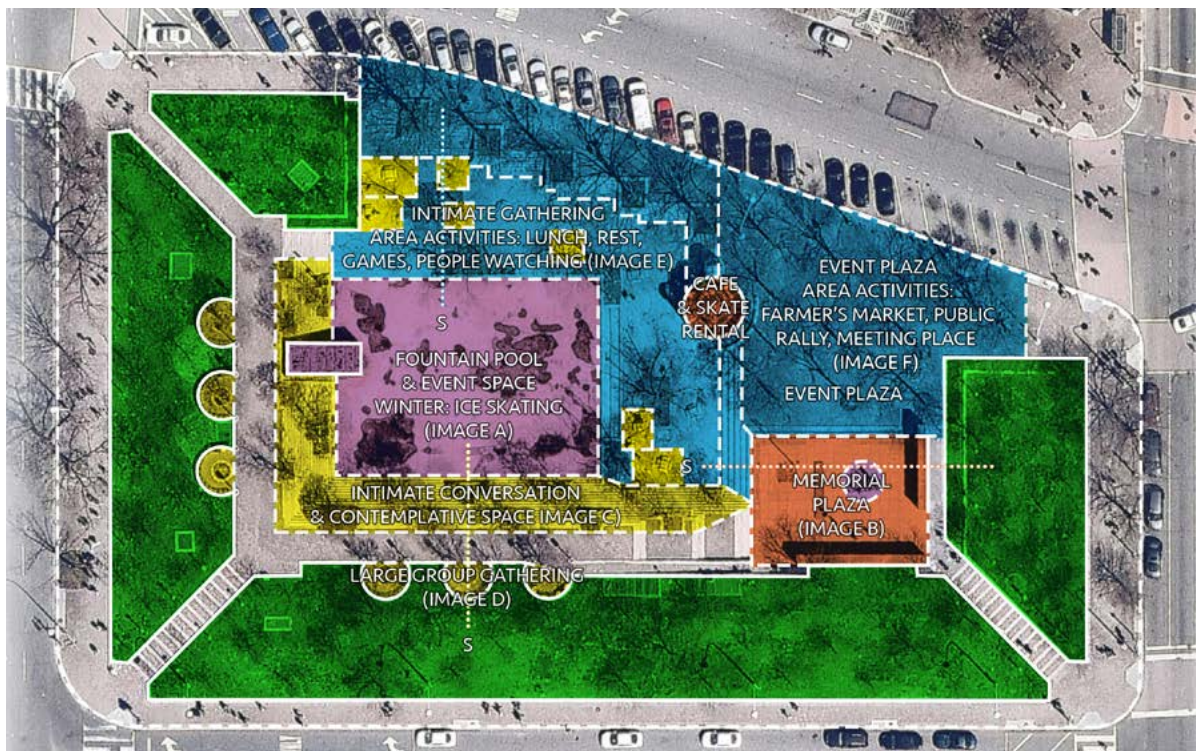 INTIMATE GATHERING
AREA ACTIVITIES: LUNCH, REST,
GAMES, PEOPLE WATCHING (IMAGE E)
CAFE
& SKATE
RENTAL
EVENT PLAZA
AREA ACTIVITIES:
FARMER'S MARKET, PUBLIC
RALLY, MEETING PLACE
(IMAGE F)
EVENT PLAZA
S
FOUNTAIN POOL
& EVENT SPACE
WINTER: ICE SKATING
(IMAGE A)
S
MEMORIAL
PLAZA
(IMAGE B)
INTIMATE CONVERSATION
& CONTEMPLATIVE SPACE IMAGE C)
LARGE GROUP GATHERING
(IMAGE D)
S